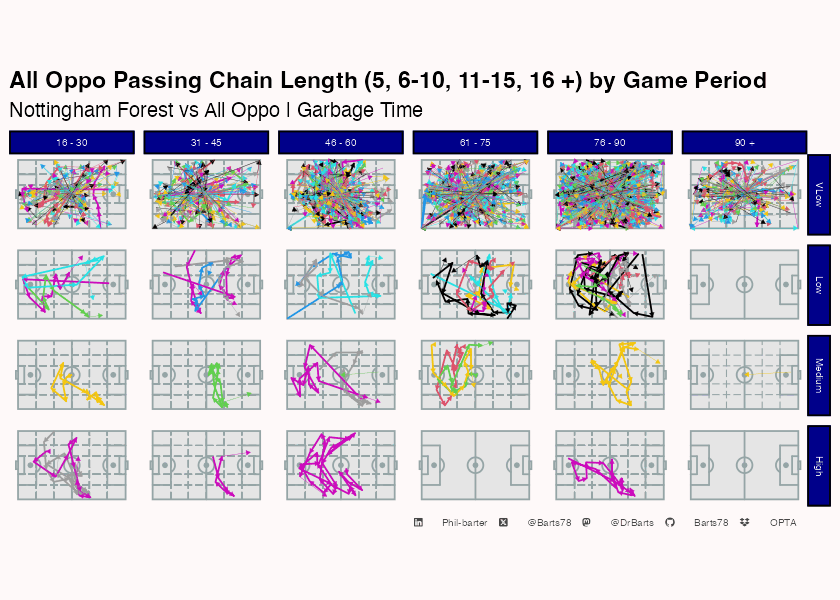 All Oppo Passing Chain Length (5, 6-10, 11-15, 16 +) by Game Period
Nottingham Forest vs All Oppo I Garbage Time
16 - 30
31 - 45
46 - 60
61 - 75
76 - 90
90 +
VLow
Low
Medium
High
Phil-barter
@Barts78
@DrBarts
Barts78
OPTA